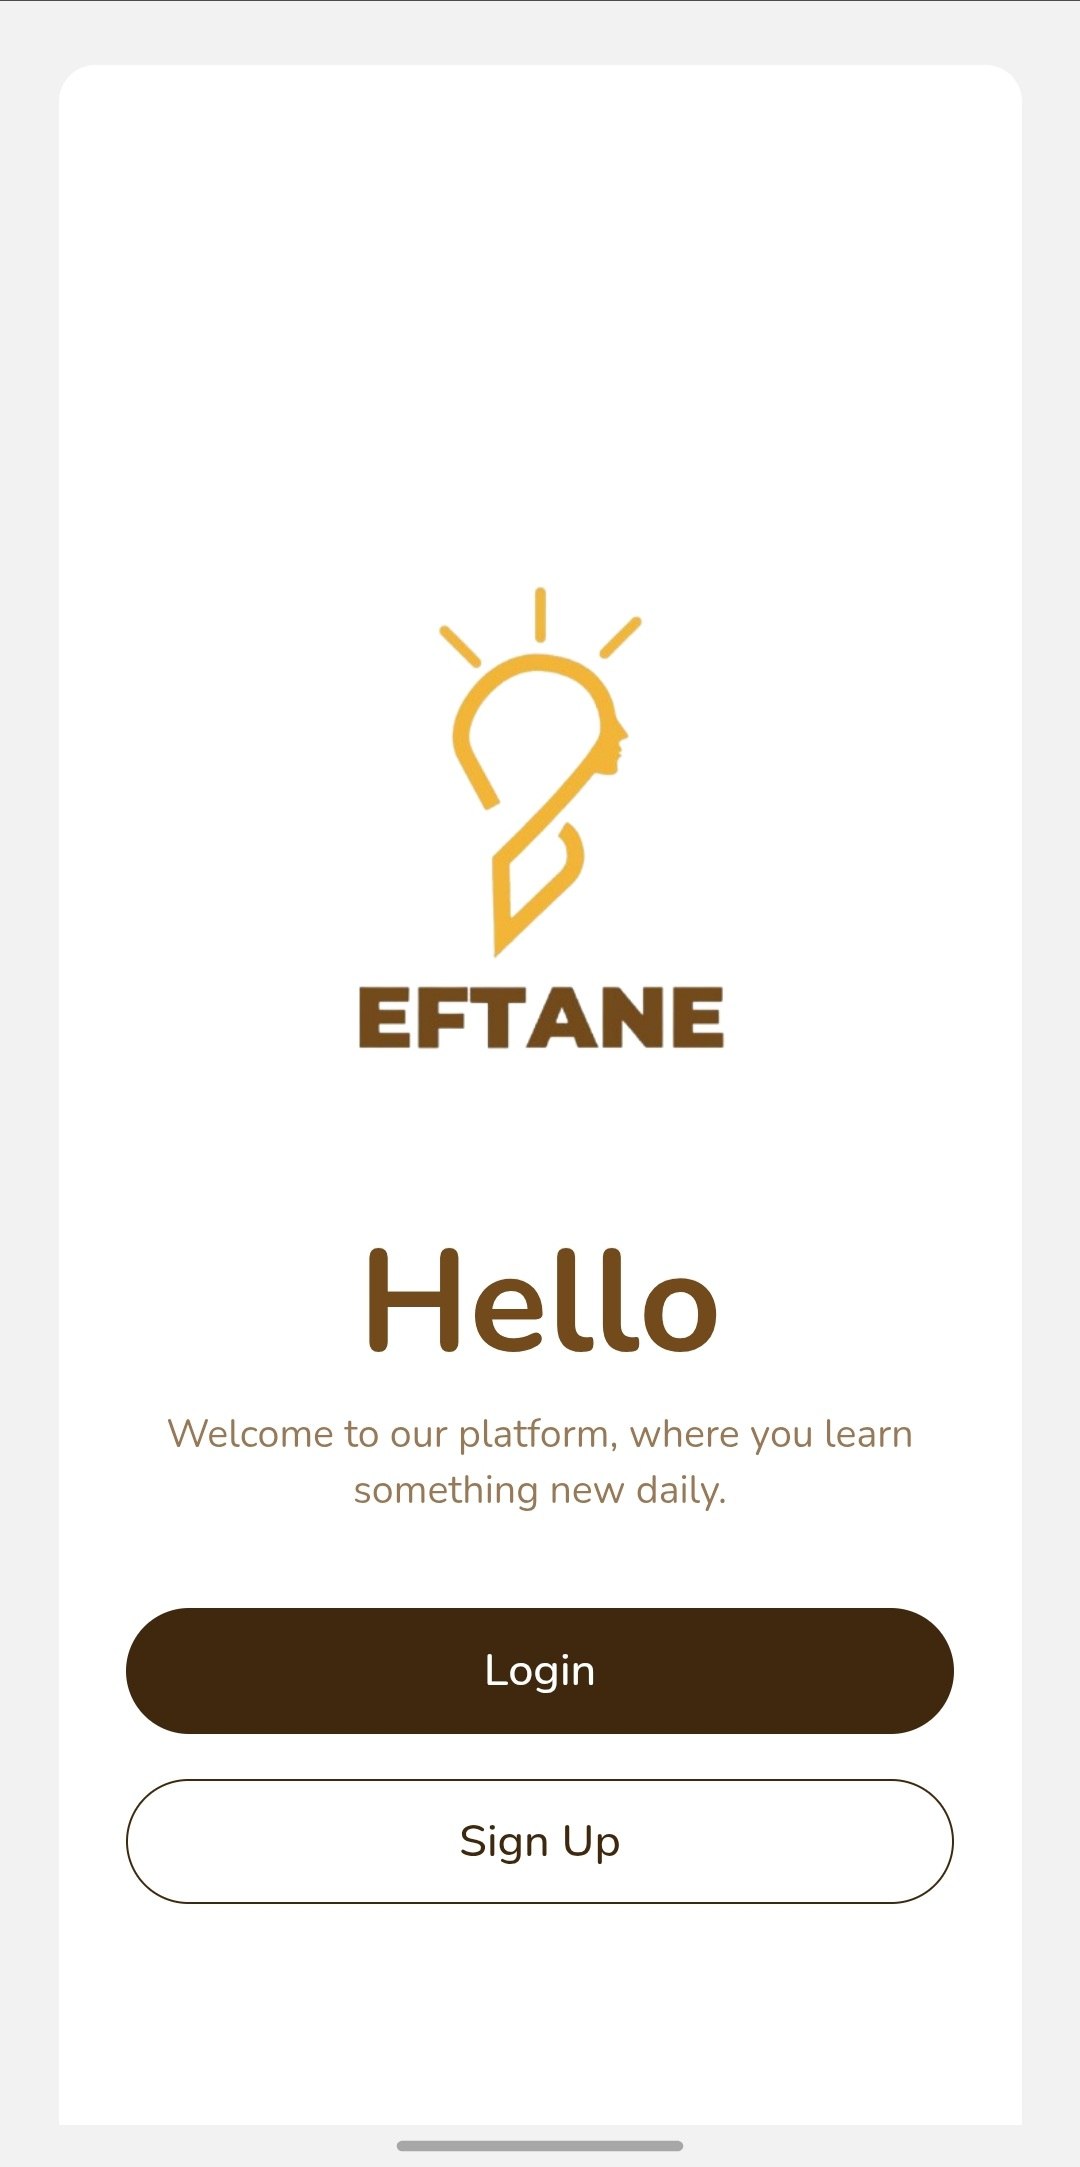 EFTANE
Hello
Welcome to our platform, where you learn
something new daily.
Login
Sign Up